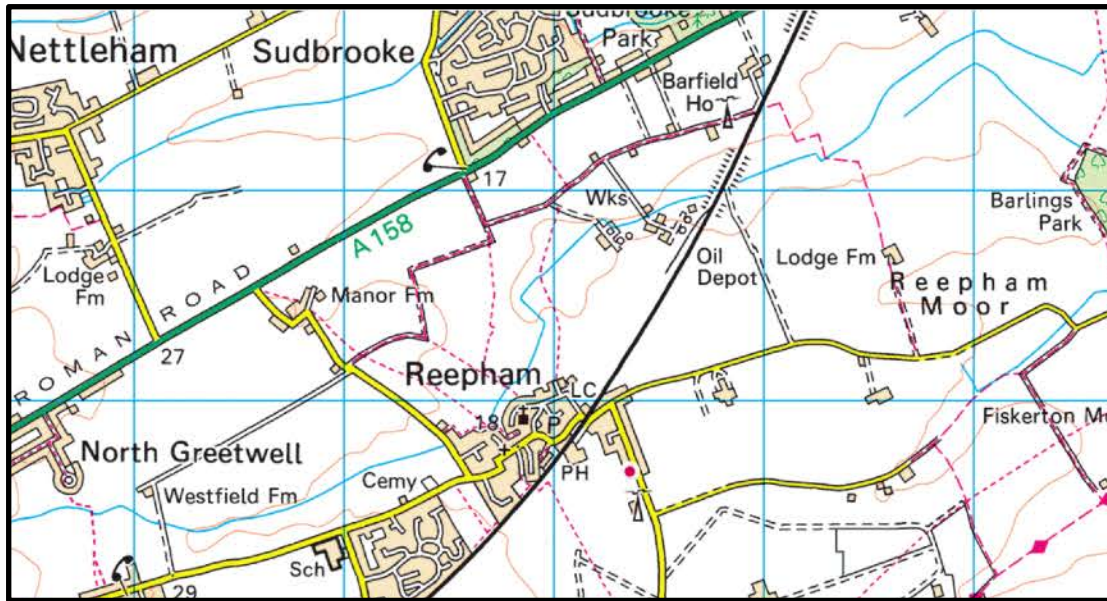 Nettleham
Sudbrooke
Sudbrooke
Park
Barfield
Ho
17
A 158
Wks
Barlings
Park
Lodge
Fm
Manor Fm
Oil
Depot
Lodge Fm
Reepham
Moor
ROMAN ROAD
27
Reepham
LC
18
P
Fiskerton
North Greetwell
PH
Westfield Fm
Cemy
Sch
29